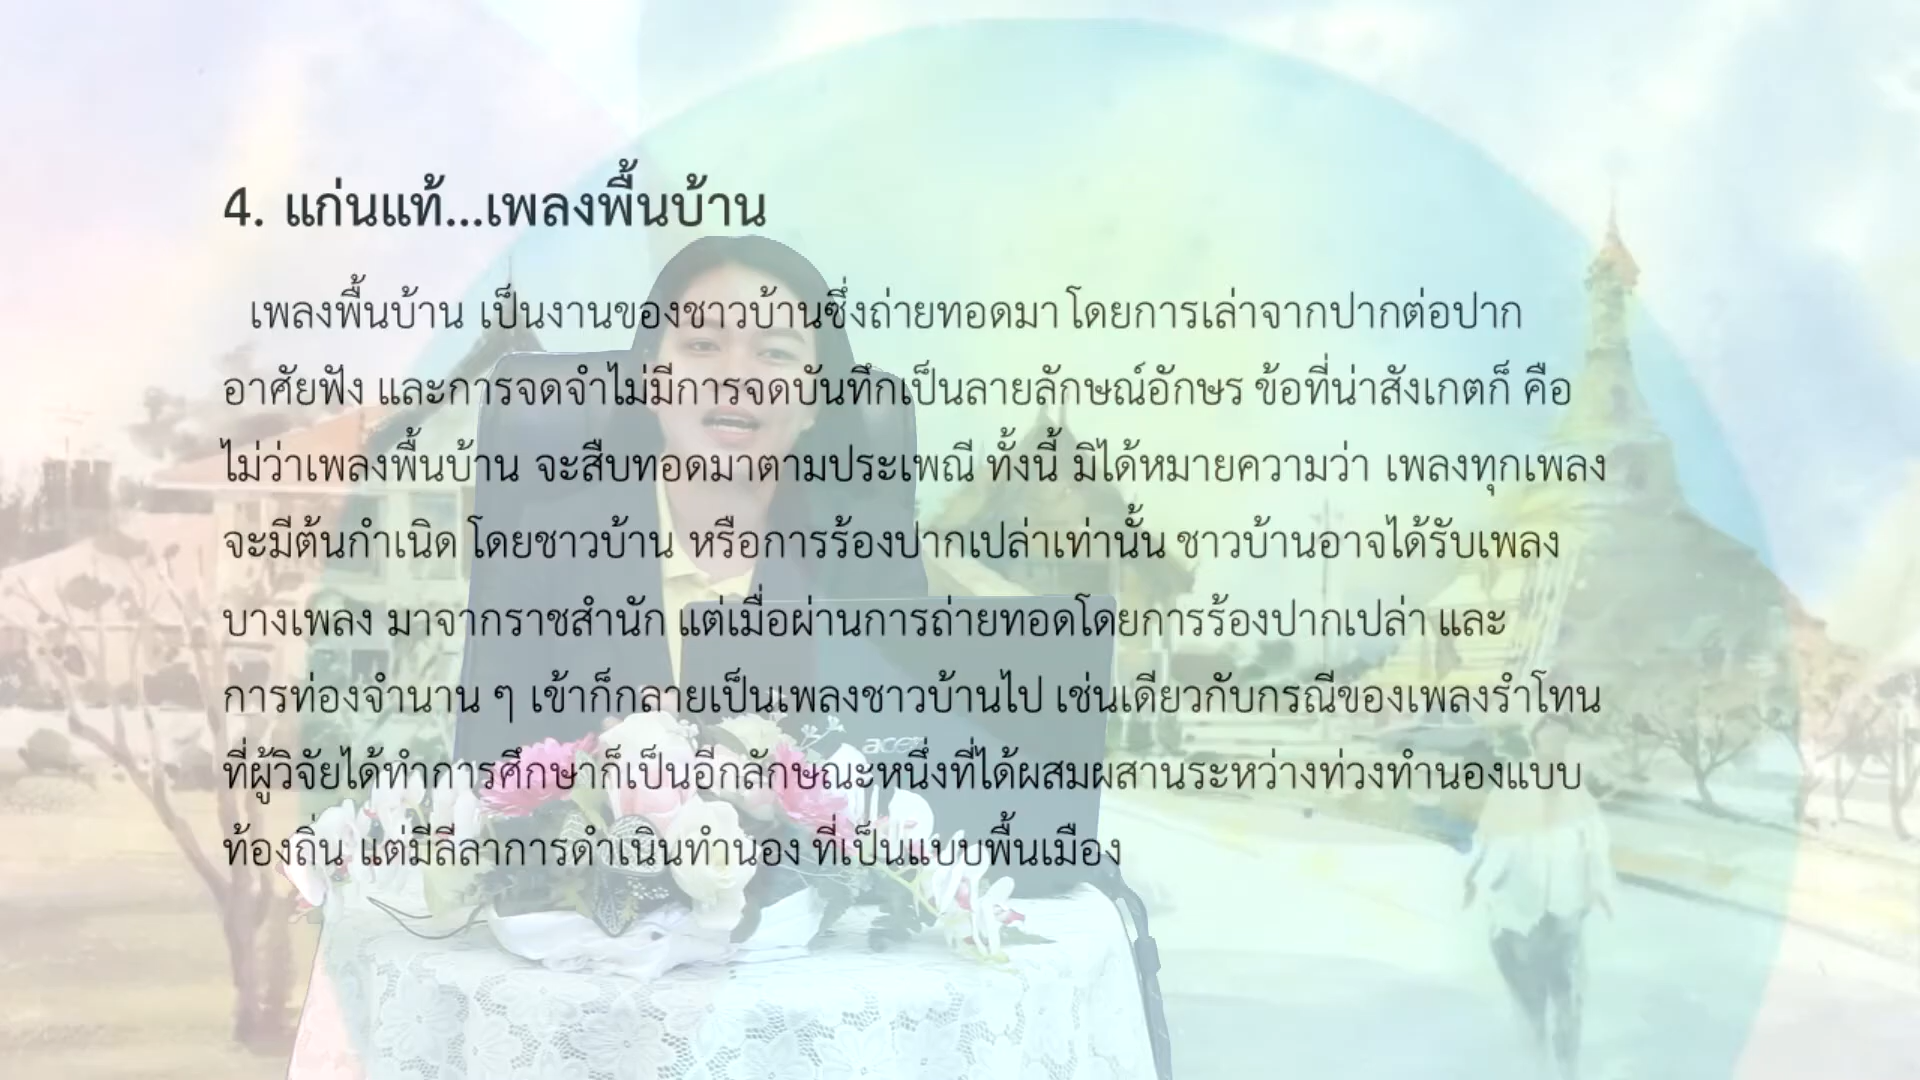 4. แก่นแท้...เพลงพื้นบ้าน
เพลงพื้นบ้าน เป็นงานของชาวบ้านซึ่งถ่ายทอดมา โดยการเล่าจากปากต่อปาก
อาศัยฟัง และการจดจำไม่มีการจดบันทึกเป็นลายลักษณ์อักษร ข้อที่น่าสังเกตก็ คือ
ไม่ว่าเพลงพื้นบ้าน จะสืบทอดมาตามประเพณี ทั้งนี้ มิได้หมายความว่า เพลงทุกเพลง
จะมีต้นกำเนิด โดยชาวบ้าน หรือการร้องปากเปล่าเท่านั้น ชาวบ้านอาจได้รับเพลง
บางเพลง มาจากราชสำนัก แต่เมื่อผ่านการถ่ายทอดโดยการร้องปากเปล่า และ
การท่องจำนาน ๆ เข้าก็กลายเป็นเพลงชาวบ้านไป เช่นเดียวกับกรณีของเพลงรำโทน
ที่ผู้วิจัยได้ทำการศึกษาก็เป็นอีกลักษณะหนึ่งที่ได้ผสมผสานระหว่างท่วงทำนองแบบ
ท้องถิ่น แต่มีลีลาการดำเนินทำนอง ที่เป็นแบบพื้นเมือง
acer